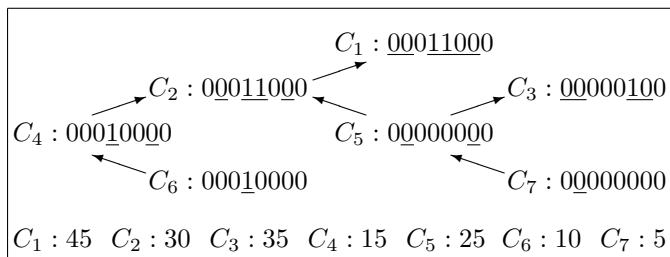 C₁ : 00011000
C₂ : 00011000
C₃ : 00000100
C₄ : 00010000
C₅ : 00000000
C₆ : 00010000
C₇ : 00000000
C₁ : 45 C₂ : 30 C₃ : 35 C₄ : 15 C₅ : 25 C₆ : 10 C₇ : 5